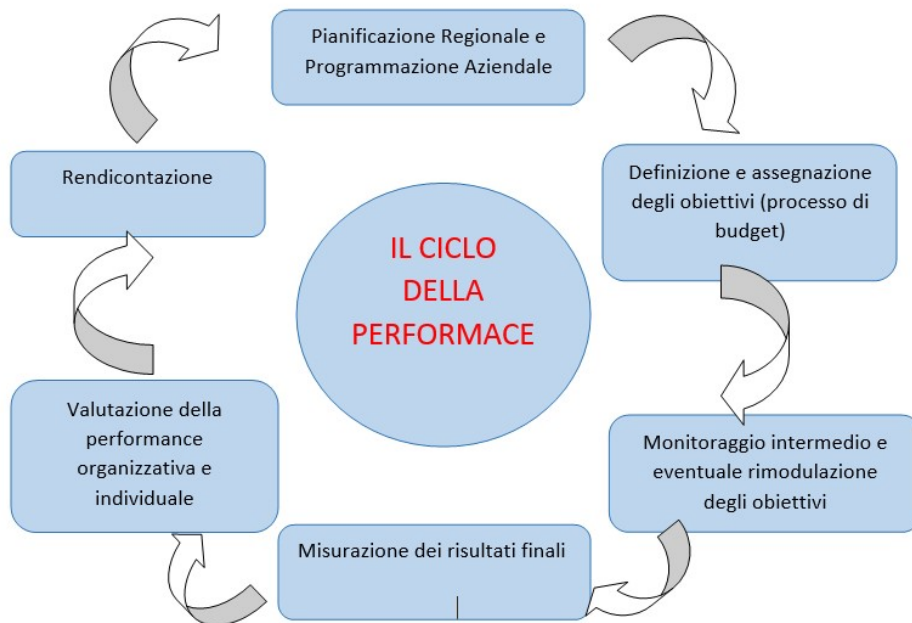 Pianificazione Regionale e
Programmazione Aziendale
Rendicontazione
Definizione e assegnazione
degli obiettivi (processo di
budget)
IL CICLO
DELLA
PERFORMACE
Valutazione della
performance
organizzativa e
individuale
Monitoraggio intermedio e
eventuale rimodulazione
degli obiettivi
Misurazione dei risultati finali